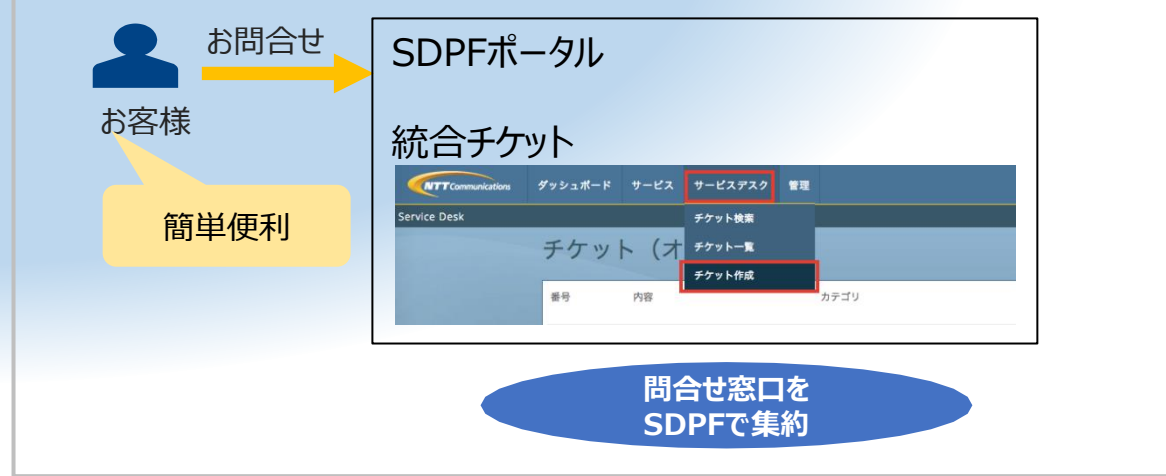 お問合せ
SDPFポータル
お客様
統合チケット
簡単便利
NTT Communications ダッシュボード サービス サービスデスク 管理
Service Desk
チケット検索
チケット（オ
チケット一覧
チケット作成
番号 内容 カテゴリ
問合せ窓口を
SDPFで集約